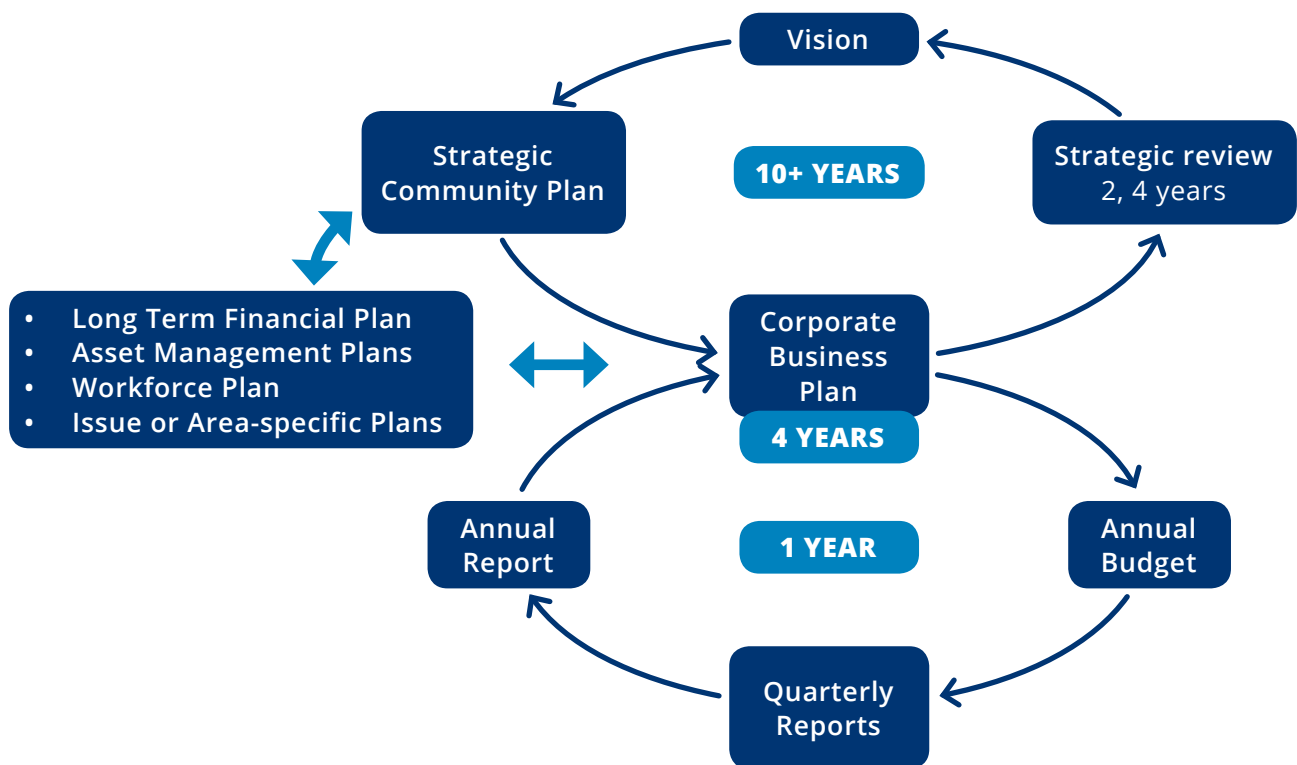 Vision
Strategic
Community Plan
10+ YEARS
Strategic review
2, 4 years
• Long Term Financial Plan
• Asset Management Plans
• Workforce Plan
• Issue or Area-specific Plans
Corporate
Business
Plan
4 YEARS
Annual
Report
1 YEAR
Annual
Budget
Quarterly
Reports